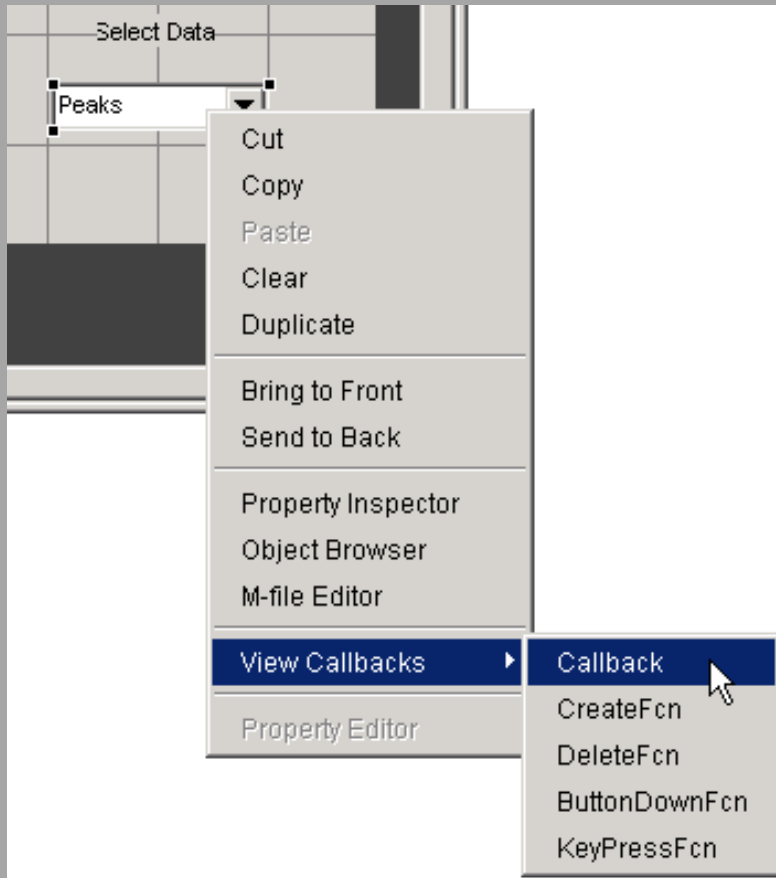 Select Data
Peaks
Cut
Copy
Paste
Clear
Duplicate
Bring to Front
Send to Back
Property Inspector
Object Browser
M-file Editor
View Callbacks
Property Editor
Callback
CreateFcn
DeleteFcn
ButtonDownFcn
KeyPressFcn